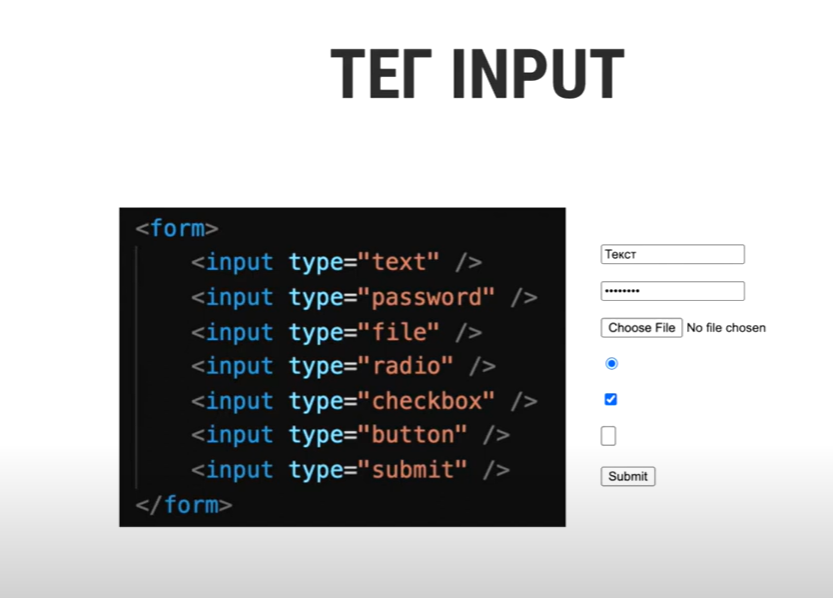 ТЕГ INPUT
<form>
<input type="text" />
<input type="password" />
<input type="file" />
<input type="radio" />
<input type="checkbox" />
<input type="button" />
<input type="submit" />
</form>
Текст
••••••••
Choose File No file chosen
Submit